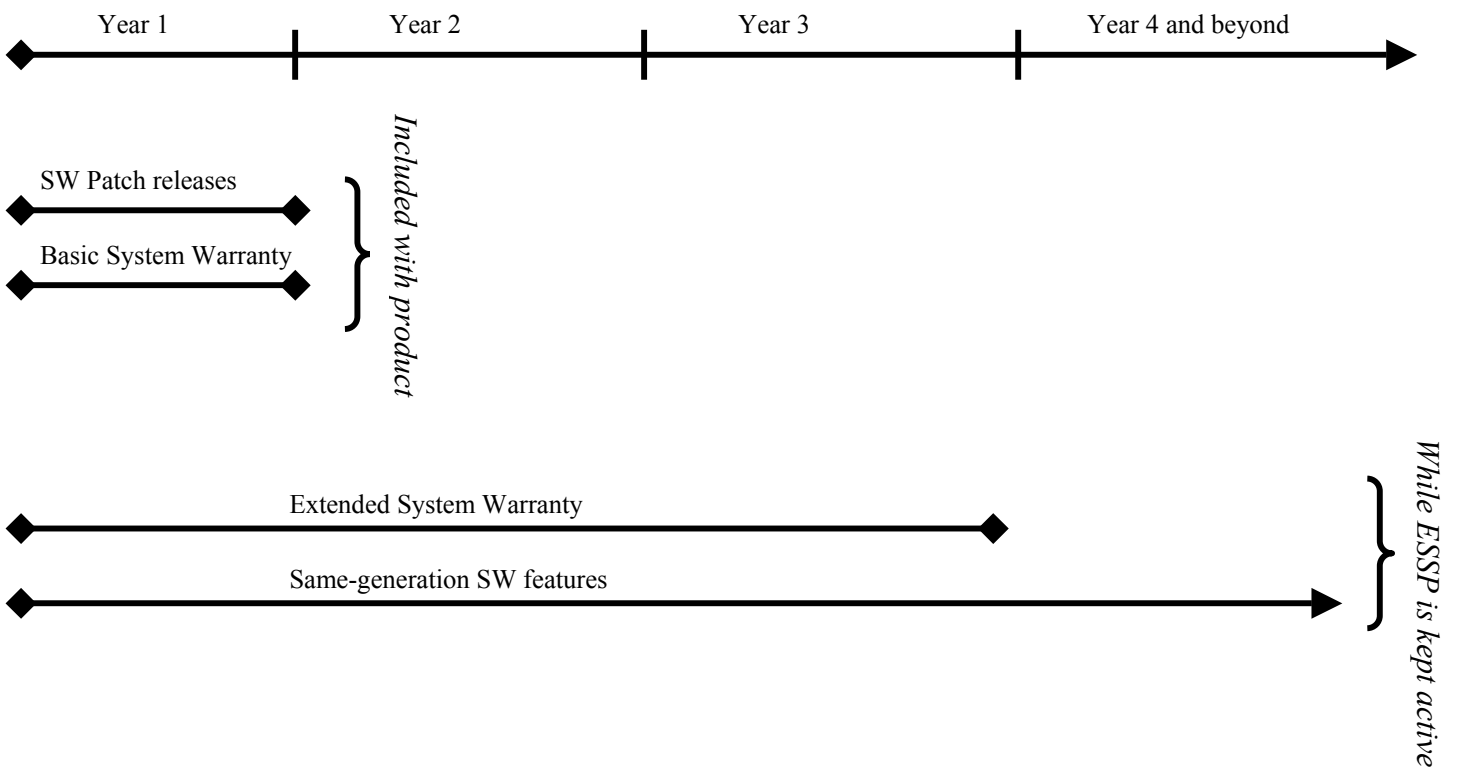 Year 1
Year 2
Year 3
Year 4 and beyond
SW Patch releases
Basic System Warranty
Included with product
Extended System Warranty
Same-generation SW features
While ESSP is kept active